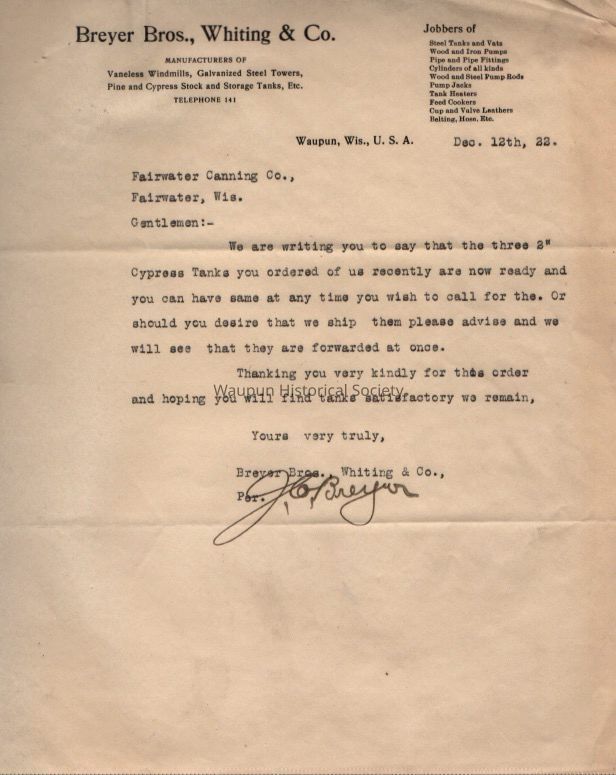 Breyer Bros., Whiting & Co.
MANUFACTURERS OF
Vaneless Windmills, Galvanized Steel Towers,
Pine and Cypress Stock and Storage Tanks, Etc.
TELEPHONE 141
Jobbers of
Steel Tanks and Vats
Wood and Iron Pumps
Pipe and Pipe Fittings
Cylinders of all kinds
Wood and Steel Pump Rods
Pump Jacks
Tank Heaters
Feed Cookers
Cup and Valve Leathers
Belting, Hose, Etc.
Waupun, Wis., U. S. A. Dec. 12th, 22.
Fairwater Canning Co.,
Fairwater, Wis.
Gentlemen:-
We are writing you to say that the three 2"
Cypress Tanks you ordered of us recently are now ready and
you can have same at any time you wish to call for the. Or
should you desire that we ship them please advise and we
will see that they are forwarded at once.
Thanking you very kindly for this order
Waupun Historical Society
and hoping you will find tanks satisfactory we remain,
Yours very truly,
Breyer Bros., Whiting & Co.,
Per. J.C. Breyer